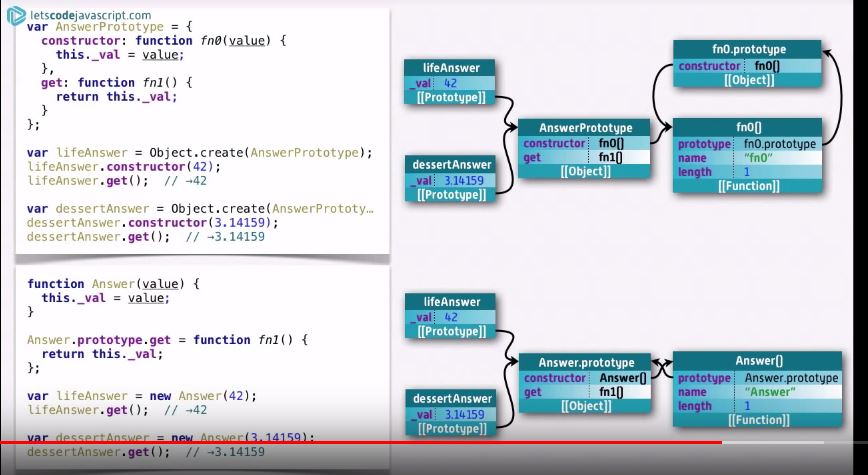 letscodejavascript.com
var AnswerPrototype = {
constructor: function fn0(value) {
this._val = value;
},
get: function fn1() {
return this._val;
}
};
var lifeAnswer = Object.create(AnswerPrototype);
lifeAnswer.constructor(42);
lifeAnswer.get(); // →42
var dessertAnswer = Object.create(AnswerPrototy…
dessertAnswer.constructor(3.14159);
dessertAnswer.get(); // →3.14159
lifeAnswer
_val 42
[[Prototype]]
dessertAnswer
_val 3.14159
[[Prototype]]
AnswerPrototype
constructor fn0()
get fn1()
[[Object]]
fn0.prototype
constructor fn0()
[[Object]]
fn0()
prototype fn0.prototype
name "fn0"
length 1
[[Function]]
function Answer(value) {
this._val = value;
}
Answer.prototype.get = function fn1() {
return this._val;
};
var lifeAnswer = new Answer(42);
lifeAnswer.get(); // →42
var dessertAnswer = new Answer(3.14159);
dessertAnswer.get(); // →3.14159
lifeAnswer
_val 42
[[Prototype]]
dessertAnswer
_val 3.14159
[[Prototype]]
Answer.prototype
constructor Answer()
get fn1()
[[Object]]
Answer()
prototype Answer.prototype
name "Answer"
length 1
[[Function]]